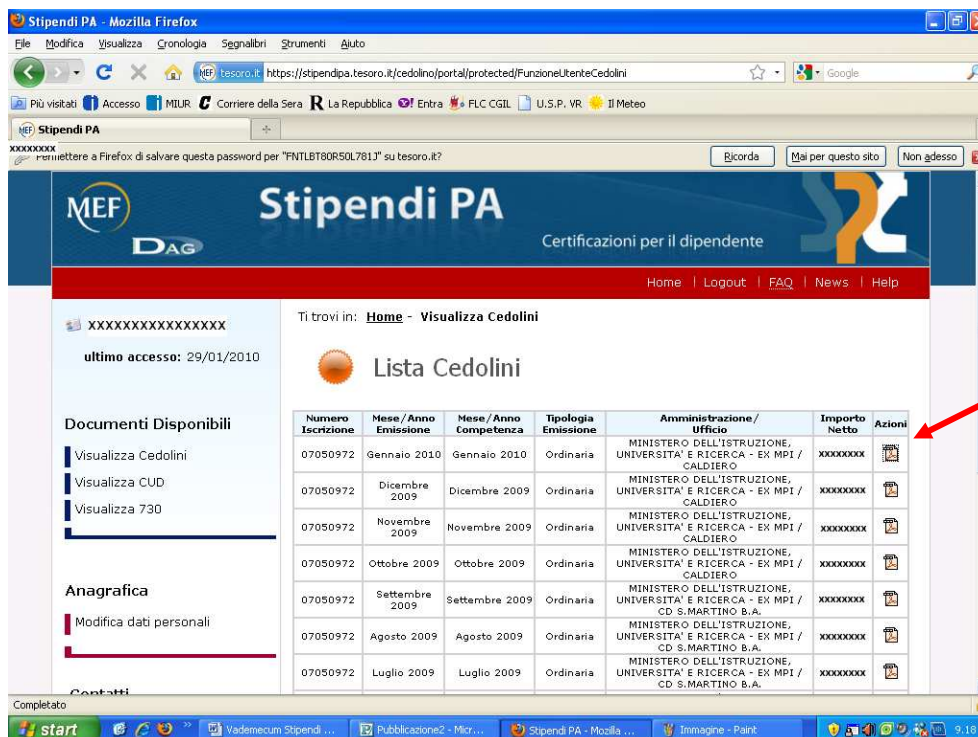 Stipendi PA - Mozilla Firefox
File Modifica Visualizza Cronologia Segnalibri Strumenti Aiuto
MEF tesoro.it https://stipendipa.tesoro.it/cedolino/portal/protected/FunzioneUtenteCedolini Google
Più visitati Accesso MIUR Corriere della Sera R La Repubblica Entra FLC CGIL U.S.P. VR Il Meteo
MEF Stipendi PA
xxxxxxxx
Permettere a Firefox di salvare questa password per "FNTLBT80R50L781J" su tesoro.it? Ricorda Mai per questo sito Non adesso
MEF
DAG
Stipendi PA
Certificazioni per il dipendente
Home | Logout | FAQ | News | Help
xxxxxxxxxxxxxxxx
ultimo accesso: 29/01/2010
Documenti Disponibili
Visualizza Cedolini
Visualizza CUD
Visualizza 730
Anagrafica
Modifica dati personali
Contatti
Ti trovi in: Home - Visualizza Cedolini
Lista Cedolini
Numero Iscrizione Mese/Anno Emissione Mese/Anno Competenza Tipologia Emissione Amministrazione/ Ufficio Importo Netto Azioni
07050972 Gennaio 2010 Gennaio 2010 Ordinaria MINISTERO DELL'ISTRUZIONE, UNIVERSITA' E RICERCA - EX MPI / CALDIERO xxxxxxxx
07050972 Dicembre 2009 Dicembre 2009 Ordinaria MINISTERO DELL'ISTRUZIONE, UNIVERSITA' E RICERCA - EX MPI / CALDIERO xxxxxxxx
07050972 Novembre 2009 Novembre 2009 Ordinaria MINISTERO DELL'ISTRUZIONE, UNIVERSITA' E RICERCA - EX MPI / CALDIERO xxxxxxxx
07050972 Ottobre 2009 Ottobre 2009 Ordinaria MINISTERO DELL'ISTRUZIONE, UNIVERSITA' E RICERCA - EX MPI / CALDIERO xxxxxxxx
07050972 Settembre 2009 Settembre 2009 Ordinaria MINISTERO DELL'ISTRUZIONE, UNIVERSITA' E RICERCA - EX MPI / CD S.MARTINO B.A. xxxxxxxx
07050972 Agosto 2009 Agosto 2009 Ordinaria MINISTERO DELL'ISTRUZIONE, UNIVERSITA' E RICERCA - EX MPI / CD S.MARTINO B.A. xxxxxxxx
07050972 Luglio 2009 Luglio 2009 Ordinaria MINISTERO DELL'ISTRUZIONE, UNIVERSITA' E RICERCA - EX MPI / CD S.MARTINO B.A. xxxxxxxx
Completato
start Vademecum Stipendi ... Pubblicazione2 - Micr... Stipendi PA - Mozilla ... Immagine - Paint 9.18